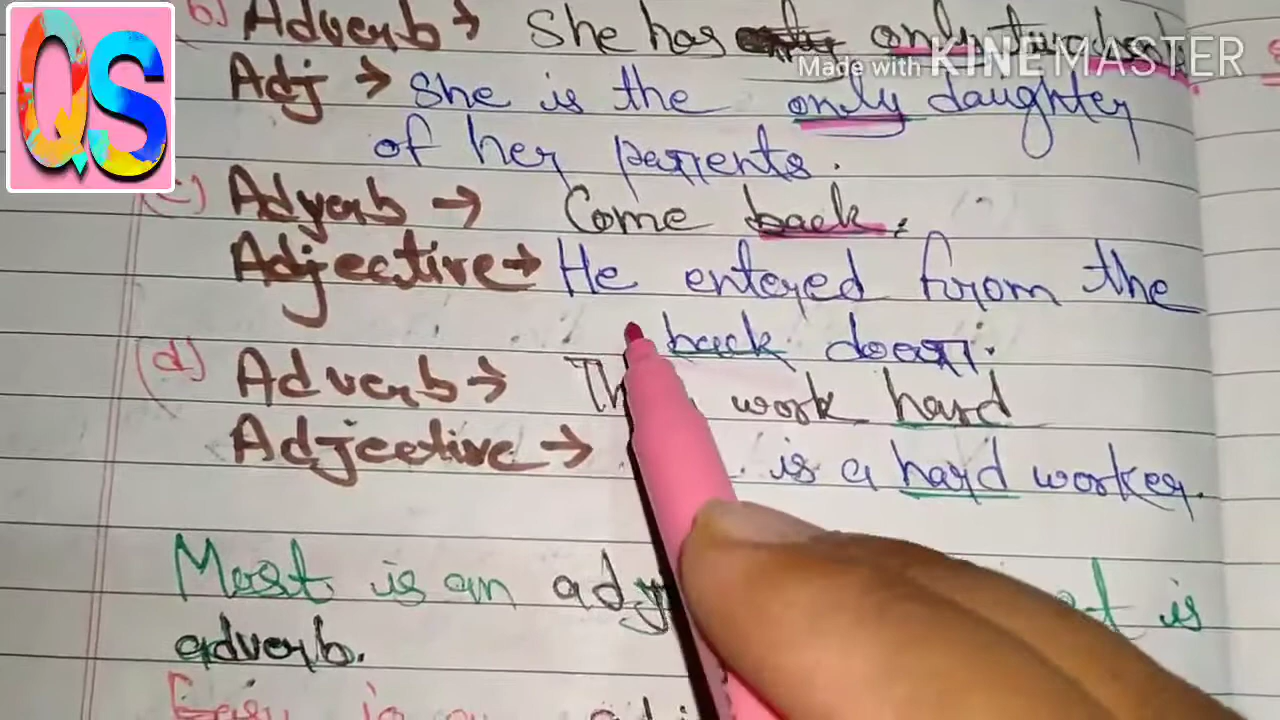 QS
Made with KINEMASTER
b) Adverb → She has only two
Adj → She is the only daughter
of her parents.
(c) Adverb → Come back.
Adjective → He entered from the
back door.
(d) Adverb → work hard
Adjective → is a hard worker.
Most is an is
adverb.